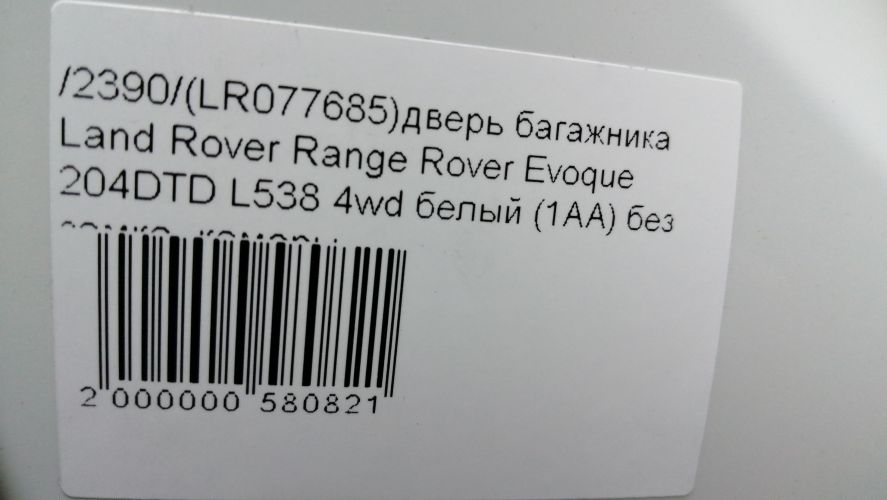 /2390/(LR077685)дверь багажника
Land Rover Range Rover Evoque
204DTD L538 4wd белый (1AA) без
2 000000 580821